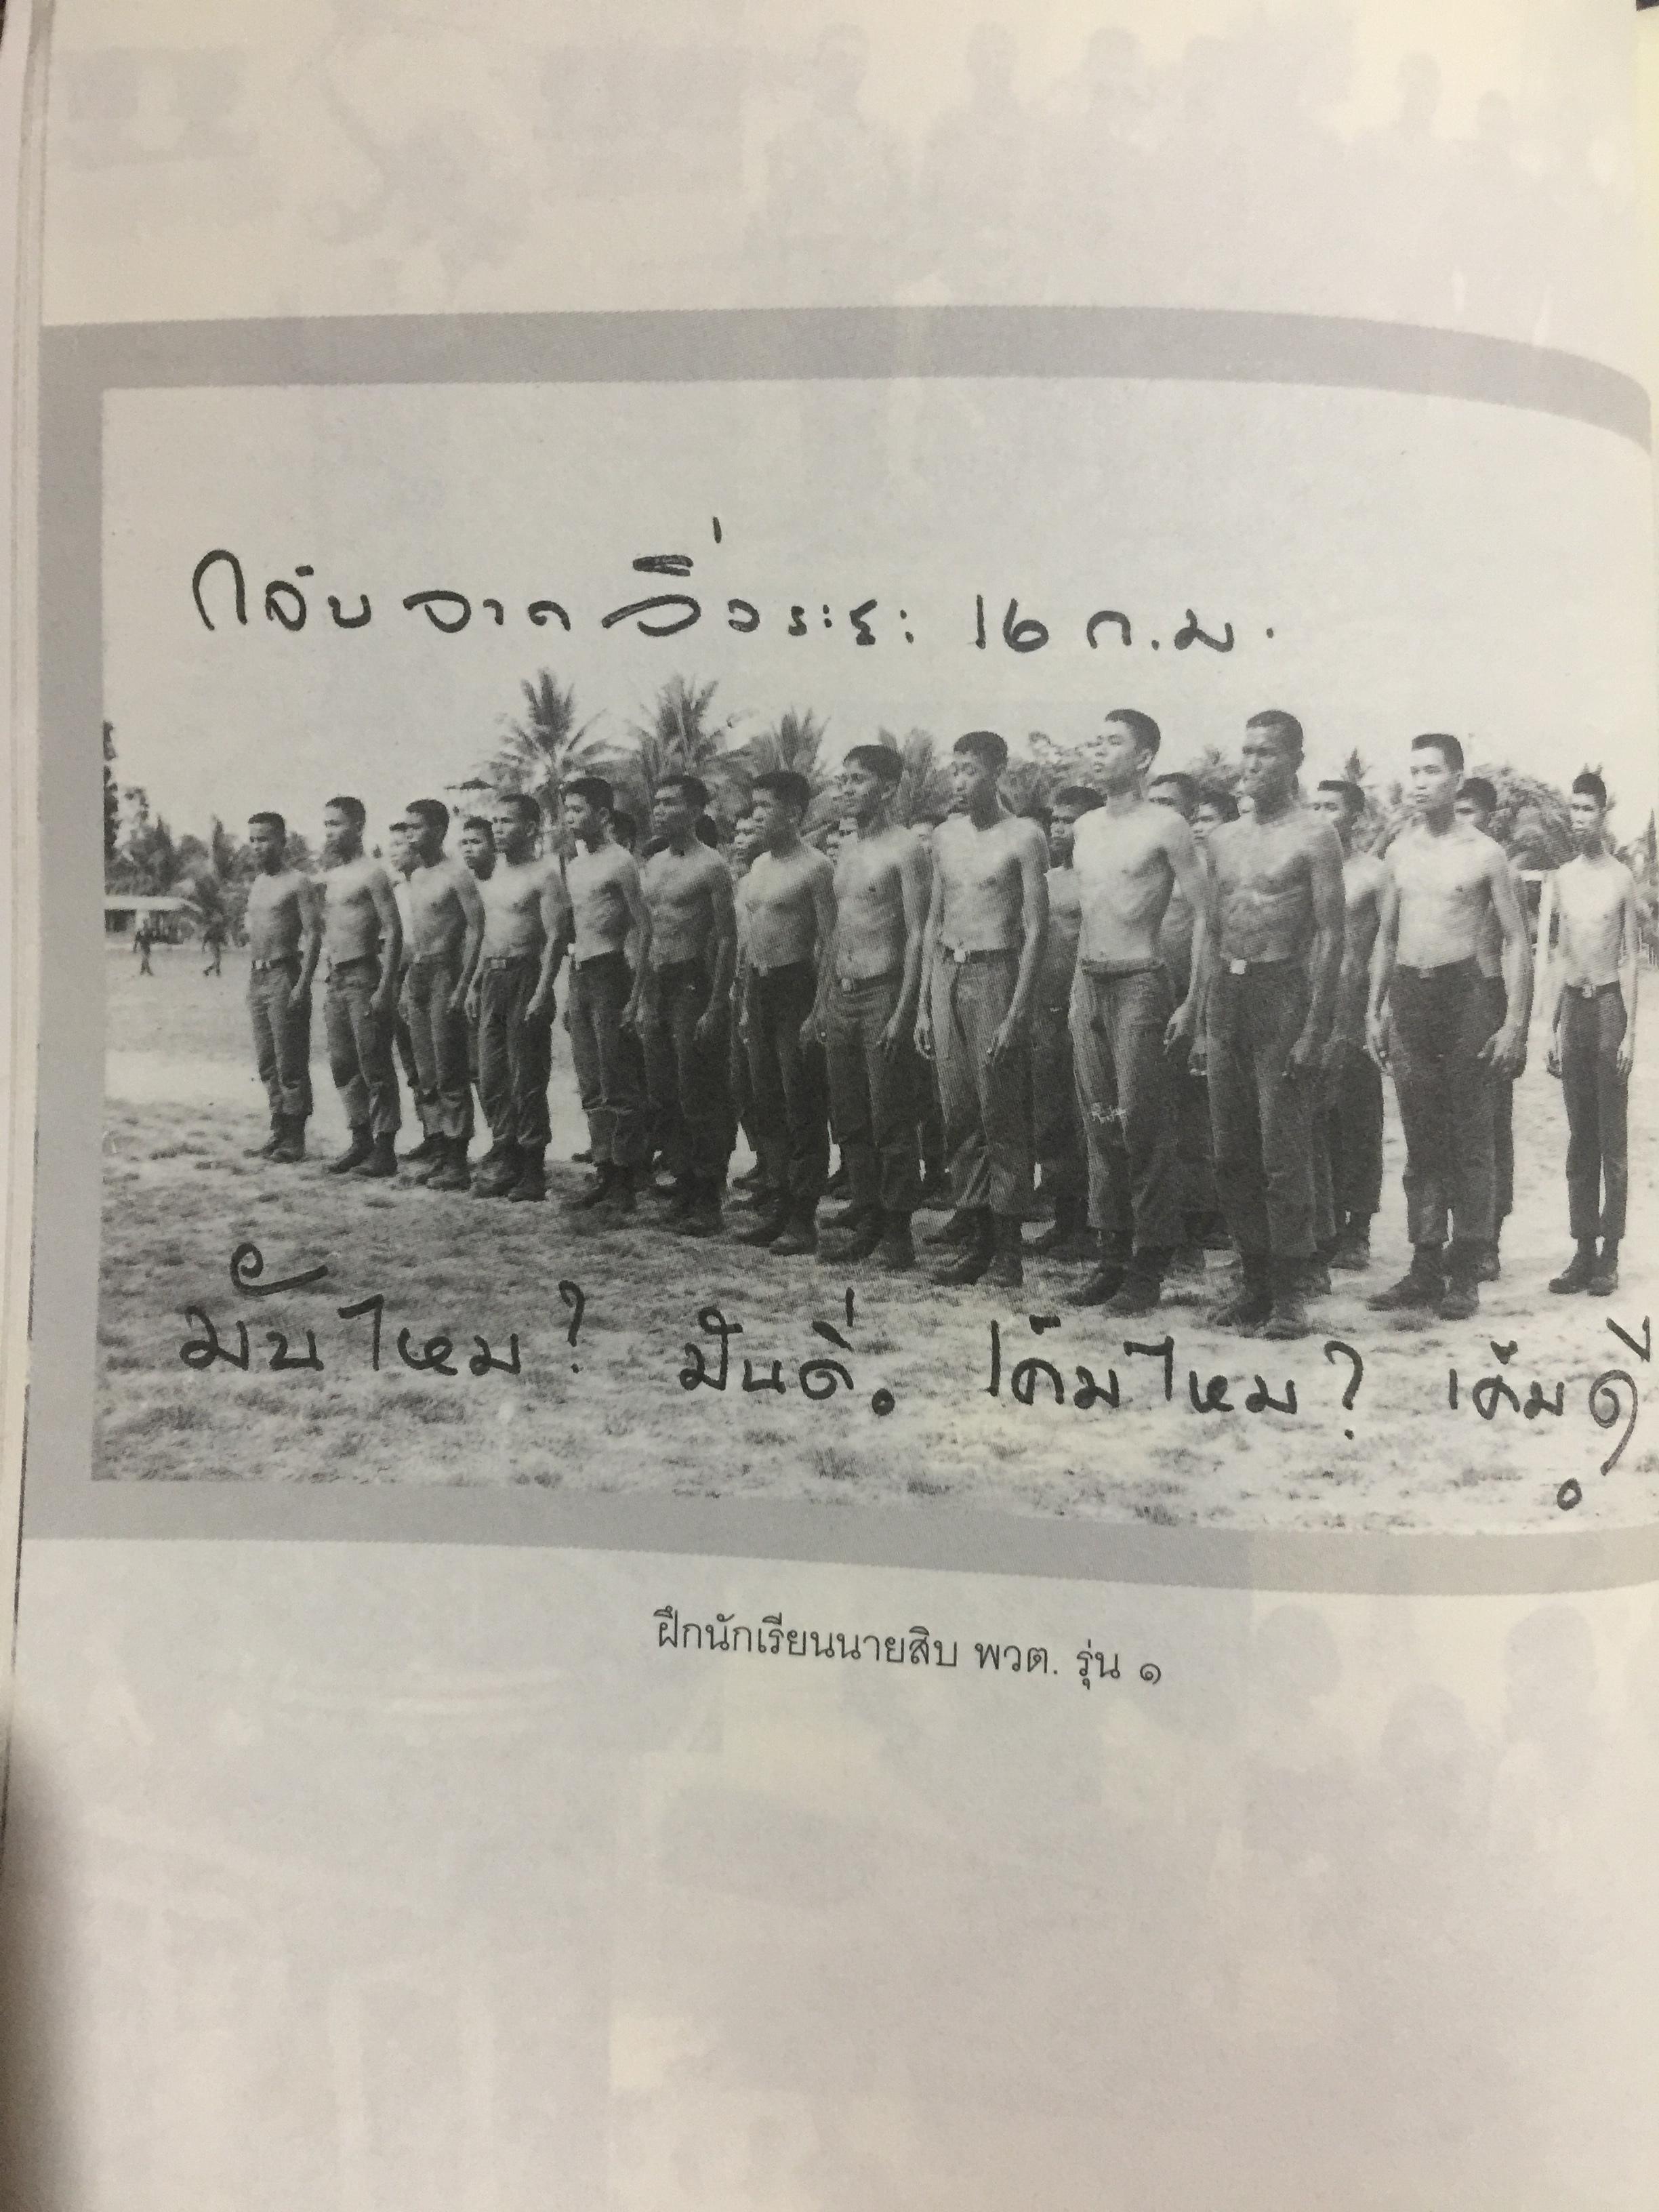 กลับจากวิ่งระยะ 16 ก.ม.
มันไหม? มันดี. เค้มไหม? เค้มดี.
ฝึกนักเรียนนายสิบ พวต. รุ่น ๑